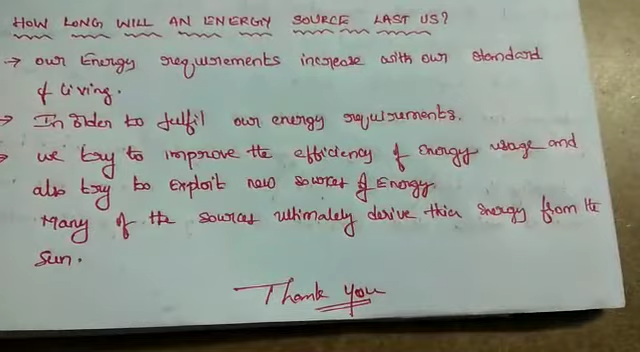 HOW LONG WILL AN ENERGY SOURCE LAST US?
→ our Energy requirements increase with our standard
of living.
→ In order to fulfil our energy requirements.
→ we try to improve the efficiency of energy usage and
also try to exploit new sources of Energy.
Many of the sources ultimately derive their energy from the
Sun.
Thank you